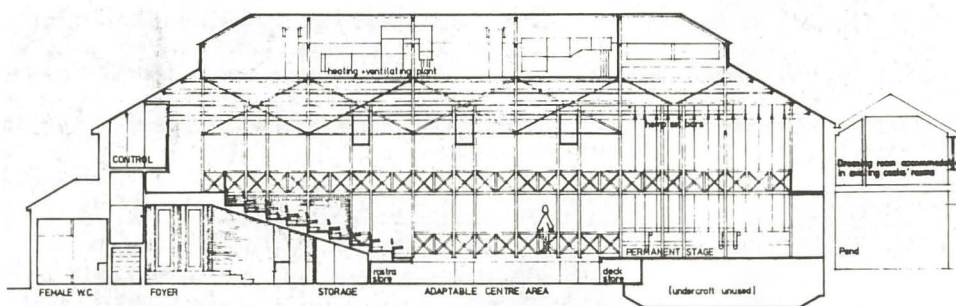 heating + ventilating plant
hemp set bars
CONTROL
Dressing room accommodation
in existing cooks' rooms
PERMANENT STAGE
Pend
rostra
store
deck
store
FEMALE W.C.
FOYER
STORAGE
ADAPTABLE CENTRE AREA
(undercroft unused)